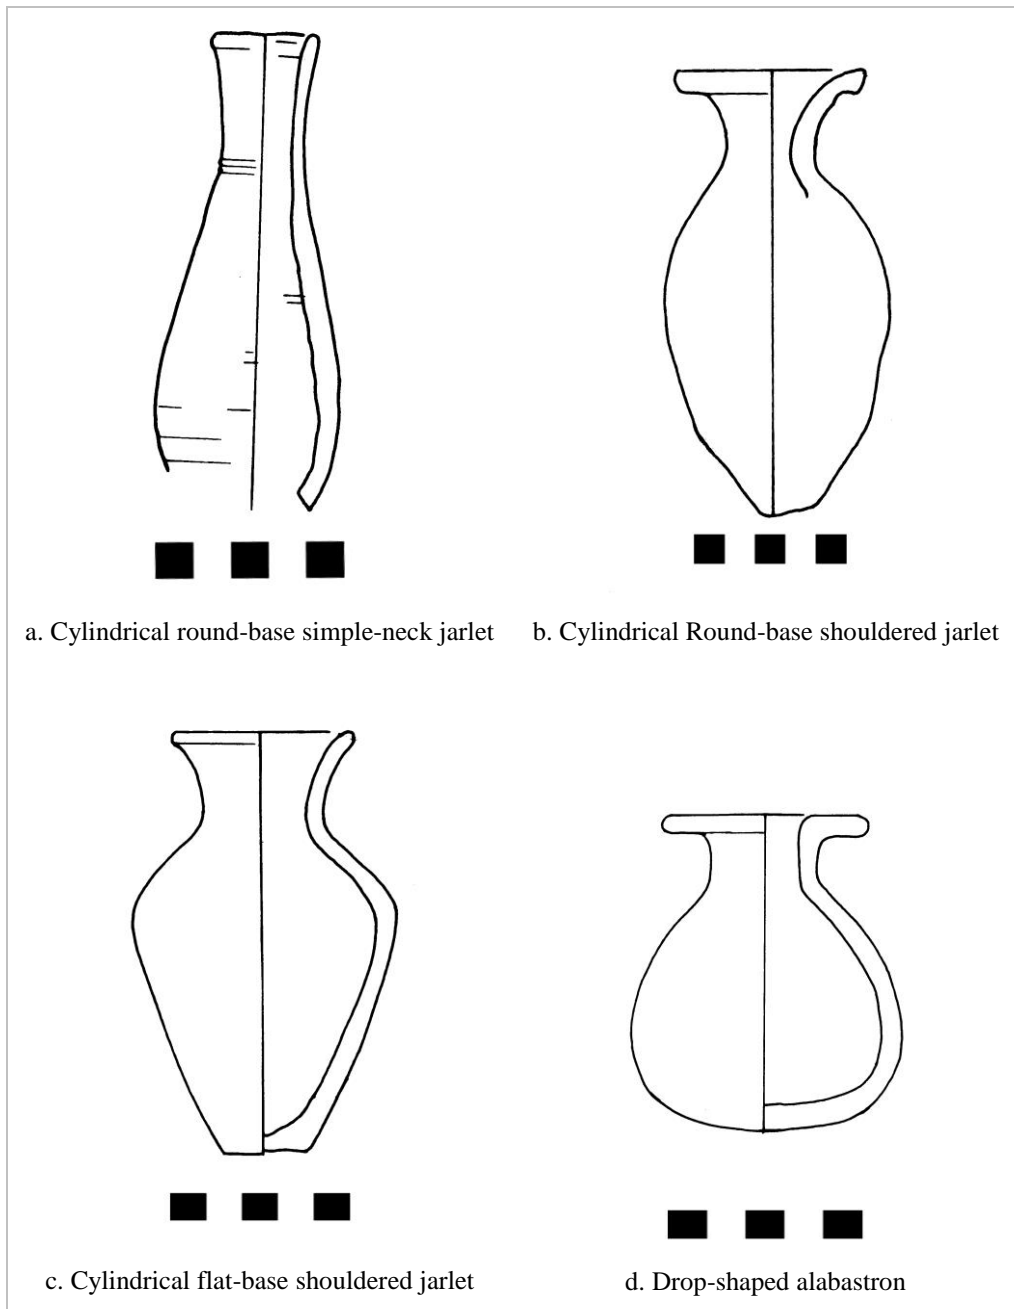 a. Cylindrical round-base simple-neck jarlet
b. Cylindrical Round-base shouldered jarlet
c. Cylindrical flat-base shouldered jarlet
d. Drop-shaped alabastron